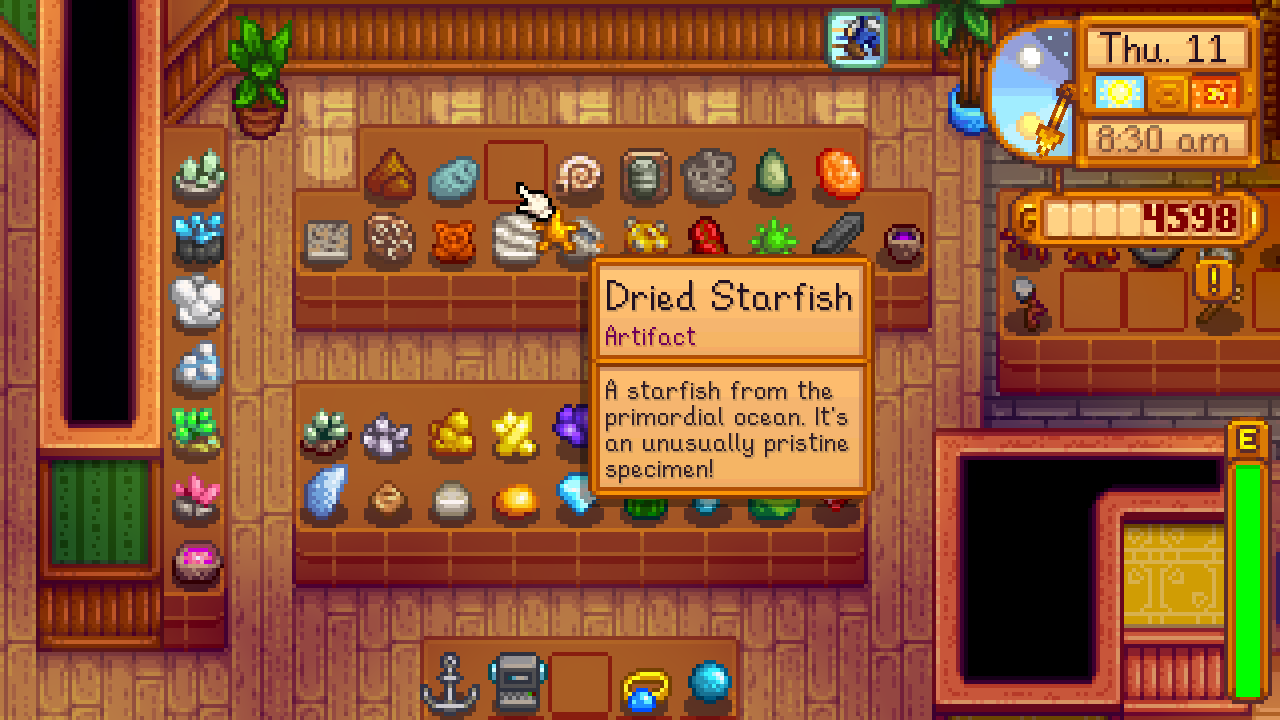 Thu. 11
8:30 am
G 4598
!
Dried Starfish
Artifact
A starfish from the
primordial ocean. It's
an unusually pristine
specimen!
E